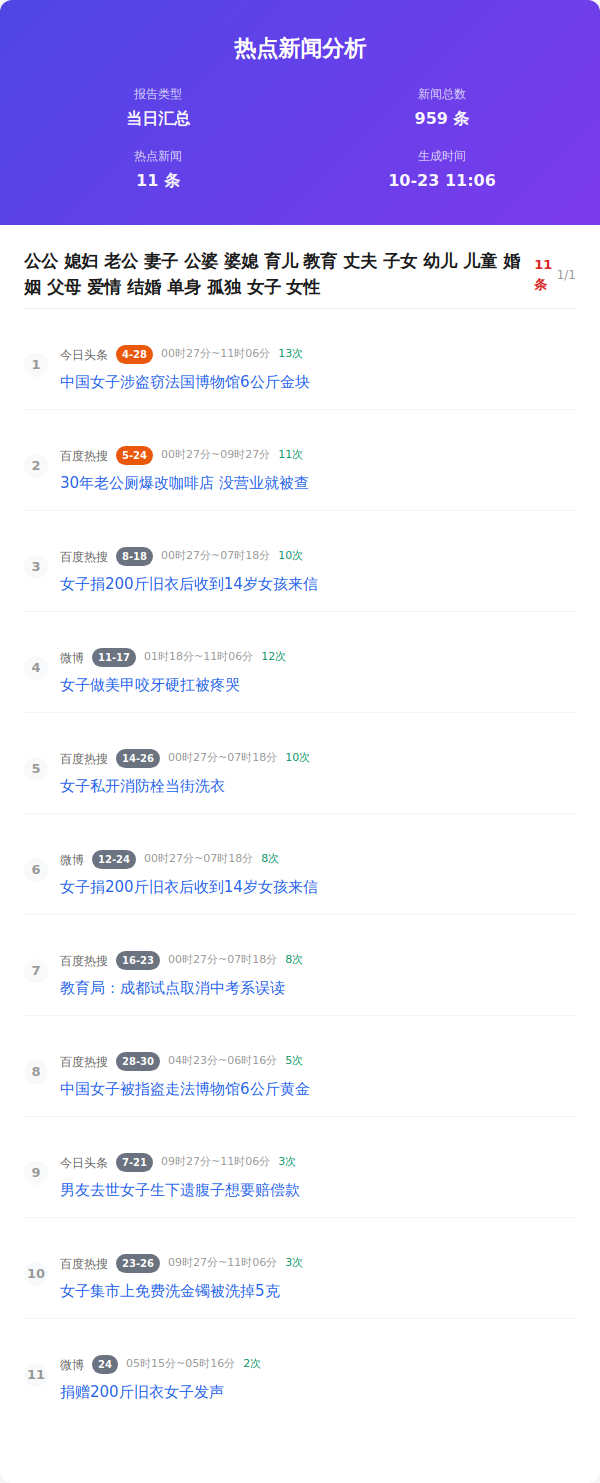 热点新闻分析
报告类型
当日汇总
新闻总数
959 条
热点新闻
11 条
生成时间
10-23 11:06
公公 媳妇 老公 妻子 公婆 婆媳 育儿 教育 丈夫 子女 幼儿 儿童 婚
姻 父母 爱情 结婚 单身 孤独 女子 女性
11
条
1/1
1
今日头条 4-28 00时27分~11时06分 13次
中国女子涉盗窃法国博物馆6公斤金块
2
百度热搜 5-24 00时27分~09时27分 11次
30年老公厕爆改咖啡店 没营业就被查
3
百度热搜 8-18 00时27分~07时18分 10次
女子捐200斤旧衣后收到14岁女孩来信
4
微博 11-17 01时18分~11时06分 12次
女子做美甲咬牙硬扛被疼哭
5
百度热搜 14-26 00时27分~07时18分 10次
女子私开消防栓当街洗衣
6
微博 12-24 00时27分~07时18分 8次
女子捐200斤旧衣后收到14岁女孩来信
7
百度热搜 16-23 00时27分~07时18分 8次
教育局：成都试点取消中考系误读
8
百度热搜 28-30 04时23分~06时16分 5次
中国女子被指盗走法博物馆6公斤黄金
9
今日头条 7-21 09时27分~11时06分 3次
男友去世女子生下遗腹子想要赔偿款
10
百度热搜 23-26 09时27分~11时06分 3次
女子集市上免费洗金镯被洗掉5克
11
微博 24 05时15分~05时16分 2次
捐赠200斤旧衣女子发声